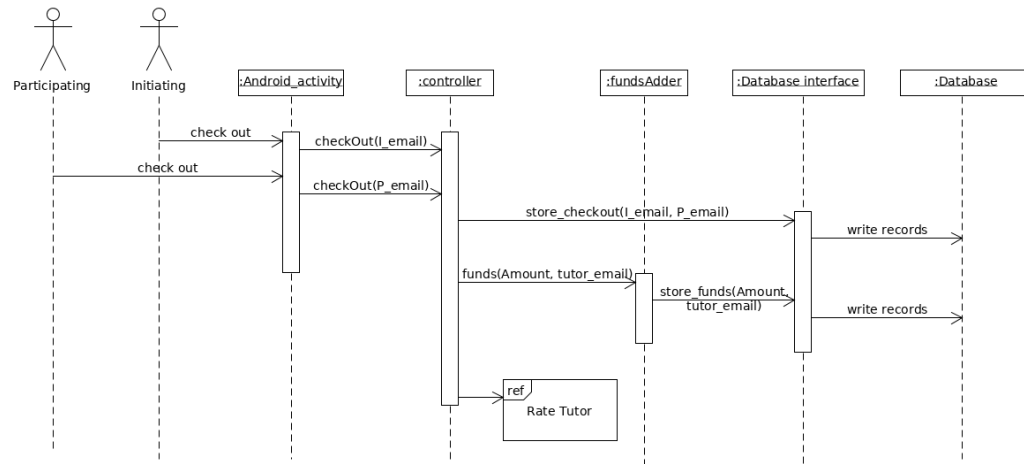 Participating
Initiating
:Android_activity
:controller
:fundsAdder
:Database interface
:Database
check out
checkOut(I_email)
check out
checkOut(P_email)
store_checkout(I_email, P_email)
write records
funds(Amount, tutor_email)
store_funds(Amount,
tutor_email)
write records
ref
Rate Tutor